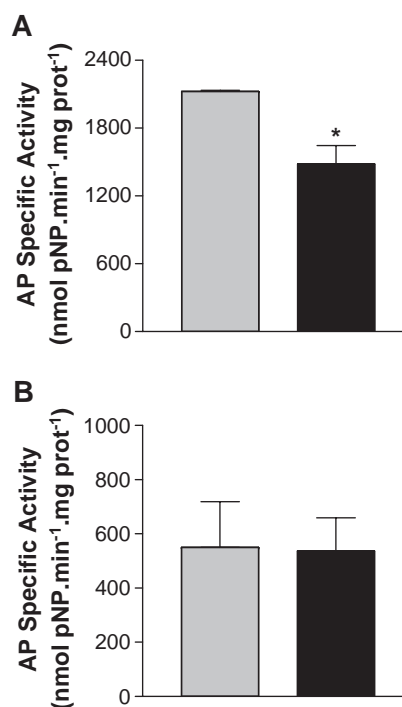 A
AP Specific Activity
(nmol pNP.min⁻¹.mg prot⁻¹)
2400
1800
1200
600
0
*
B
AP Specific Activity
(nmol pNP.min⁻¹.mg prot⁻¹)
1000
800
600
400
200
0